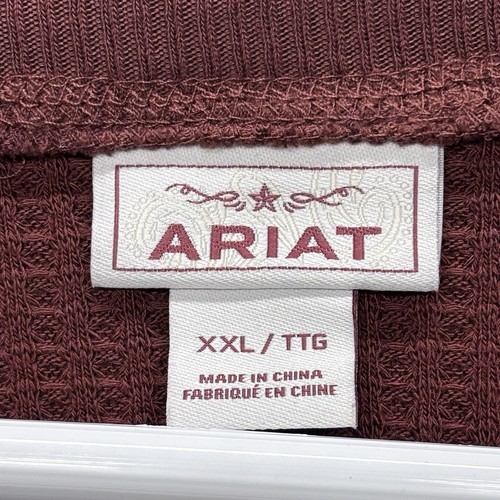 ARIAT
XXL / TTG
MADE IN CHINA
FABRIQUÉ EN CHINE